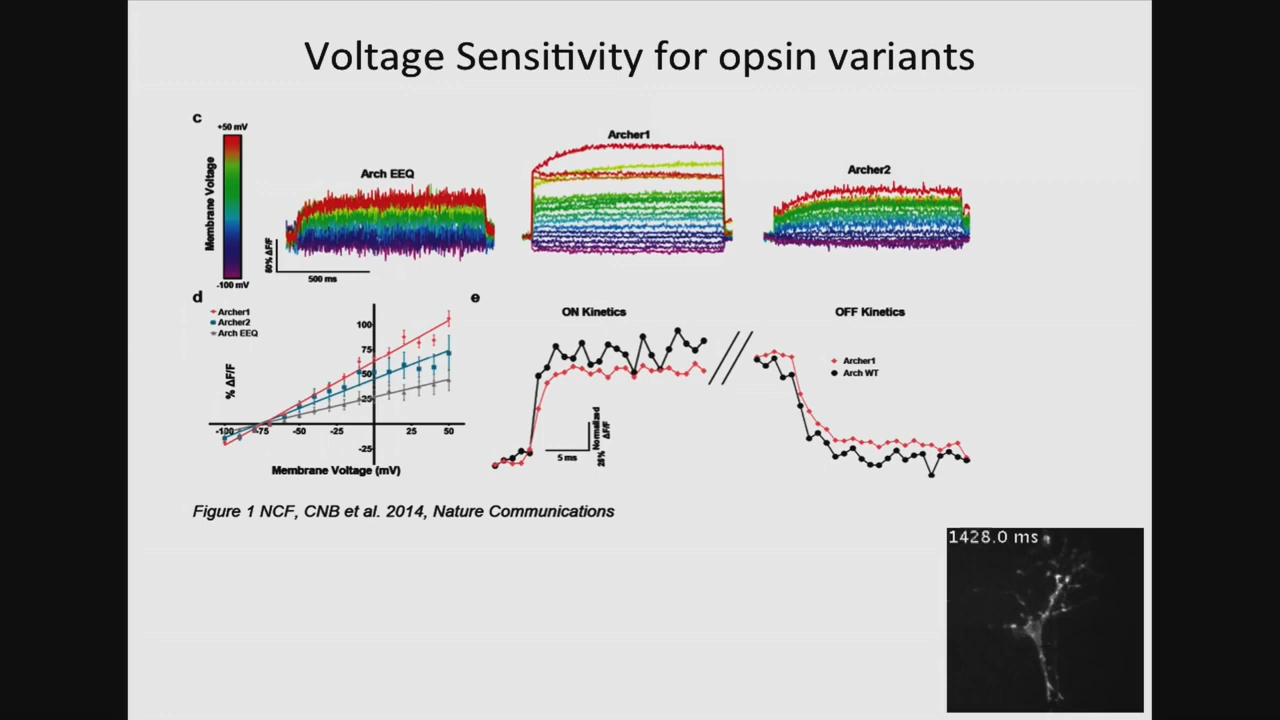 Voltage Sensitivity for opsin variants
c
+50 mV
Membrane Voltage
-100 mV
Arch EEQ
Archer1
Archer2
60% ΔF/F
500 ms
d
Archer1
Archer2
Arch EEQ
% ΔF/F
100
75
50
25
-25
-100
-75
-50
-25
25
50
Membrane Voltage (mV)
e
ON Kinetics
OFF Kinetics
Archer1
Arch WT
5 ms
25% Normalized
ΔF/F
Figure 1 NCF, CNB et al. 2014, Nature Communications
1428.0 ms